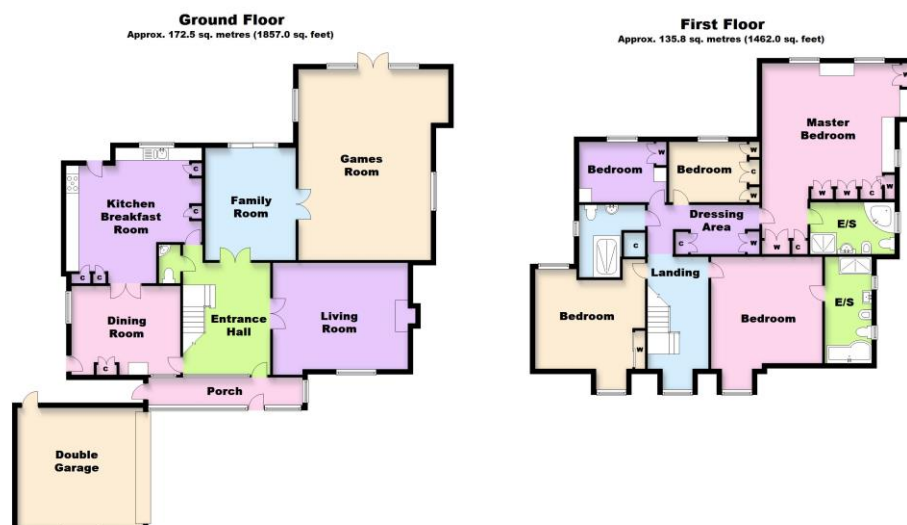 Ground Floor
Approx. 172.5 sq. metres (1857.0 sq. feet)
Games
Room
Kitchen
Breakfast
Room
C
C
Family
Room
C
C
Dining
Room
C
Entrance
Hall
Living
Room
Porch
Double
Garage
First Floor
Approx. 135.8 sq. metres (1462.0 sq. feet)
W
Master
Bedroom
W
Bedroom
W
Bedroom
C
W
W
W
C
W
Dressing
Area
E/S
C
C
W
W
C
Landing
Bedroom
W
Bedroom
E/S